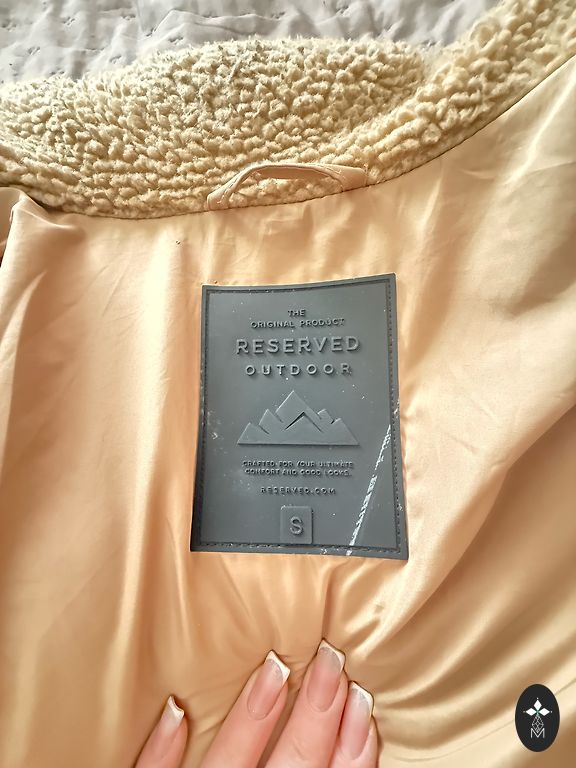 THE
ORIGINAL PRODUCT
RESERVED
OUTDOOR
CRAFTED FOR YOUR ULTIMATE
COMFORT AND GOOD LOOKS.
RESERVED.COM
S
M